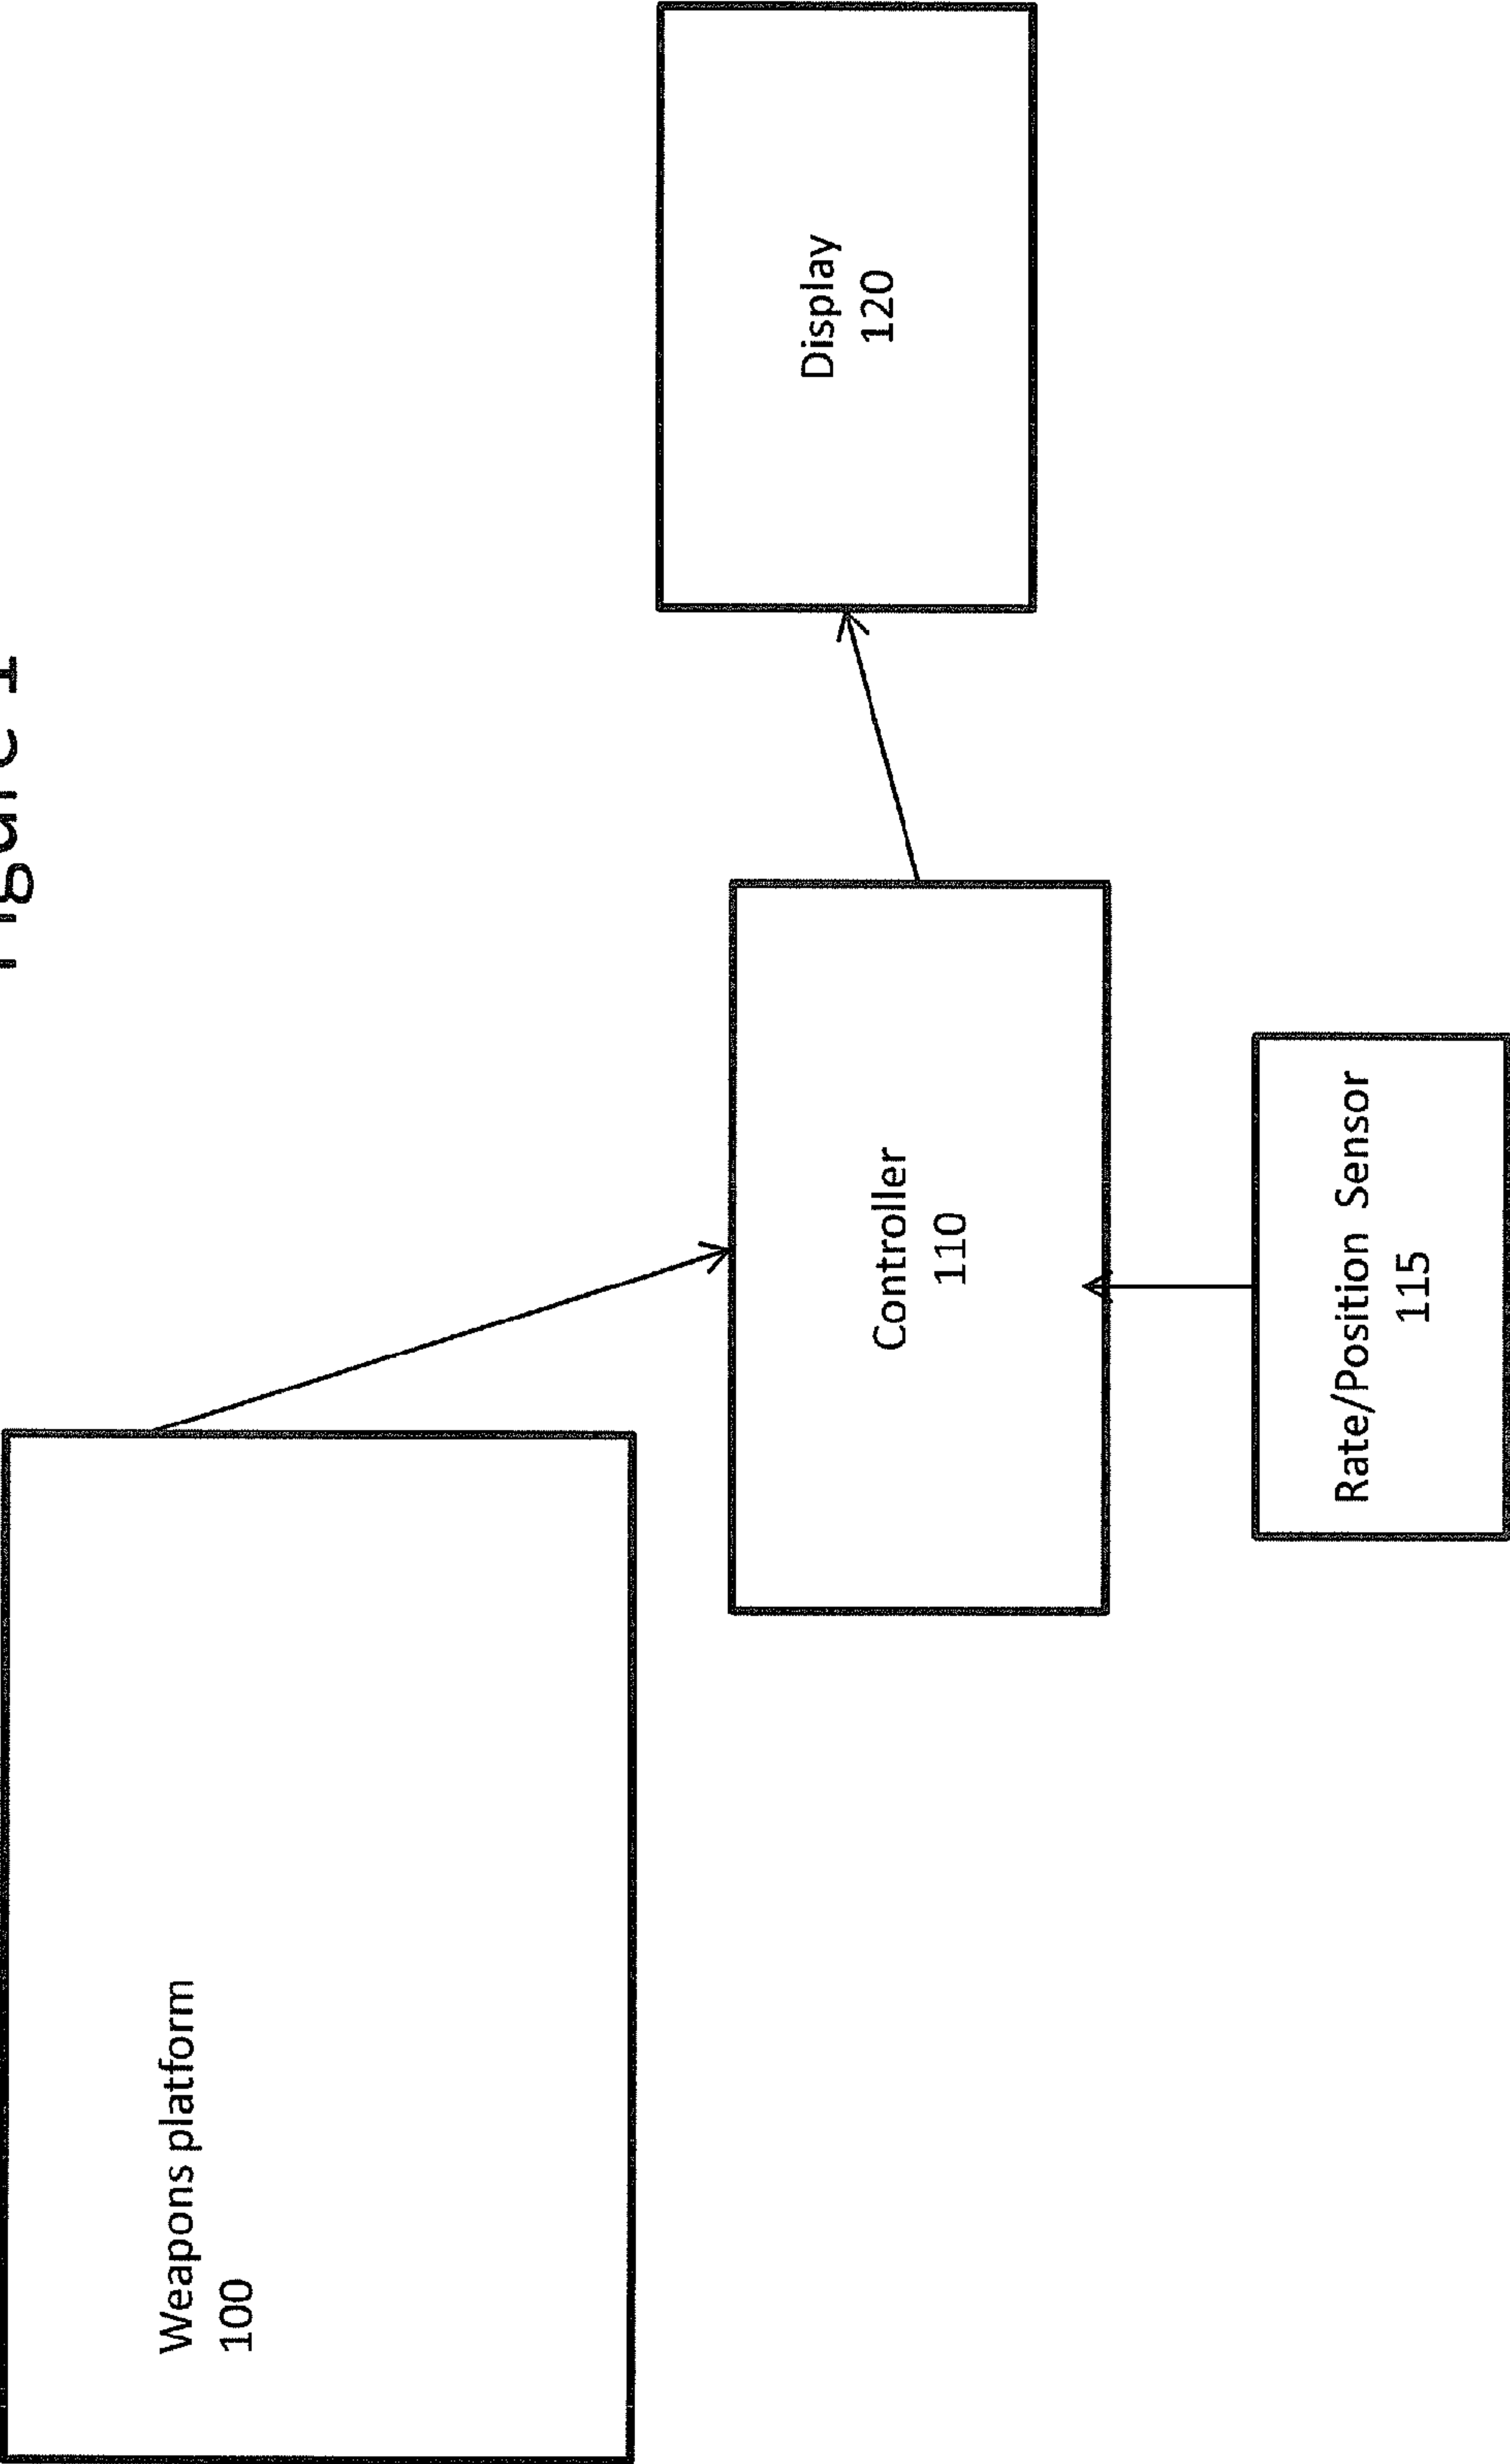 Weapons platform
100
Controller
110
Display
120
Rate/Position Sensor
115